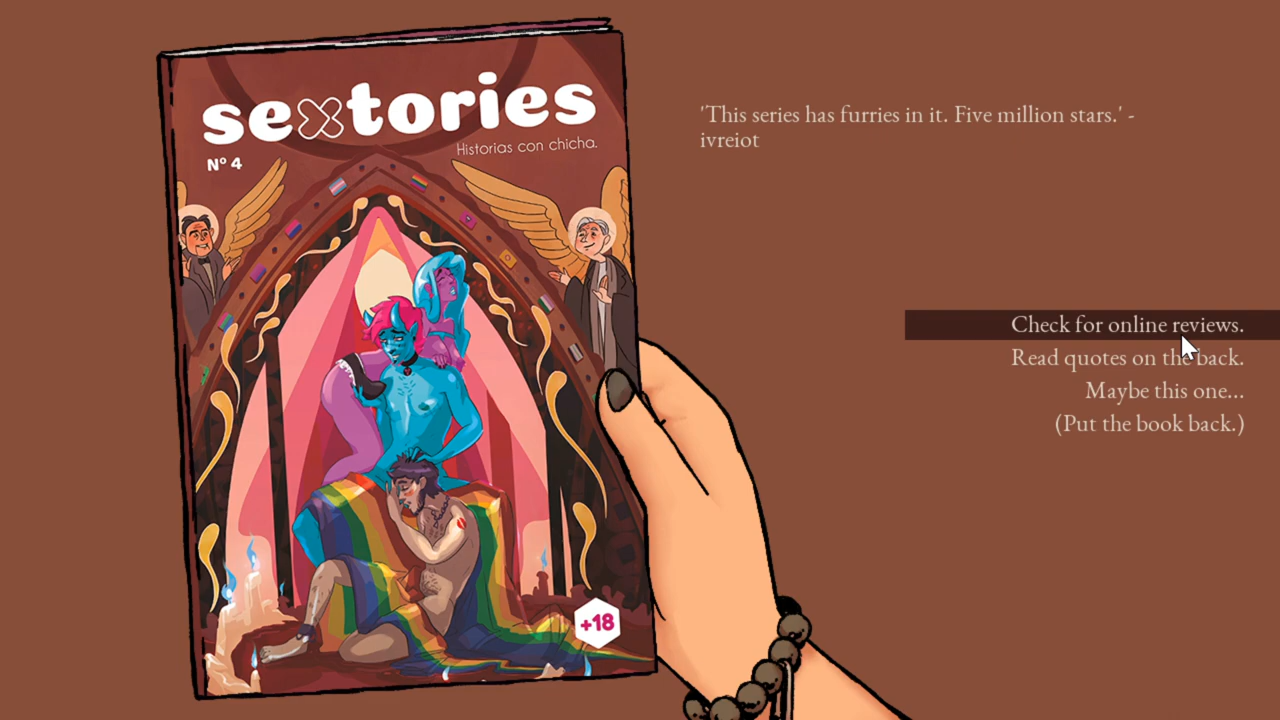 sextories
Nº 4
Historias con chicha.
+18
'This series has furries in it. Five million stars.' -
ivreiot
Check for online reviews.
Read quotes on the back.
Maybe this one...
(Put the book back.)